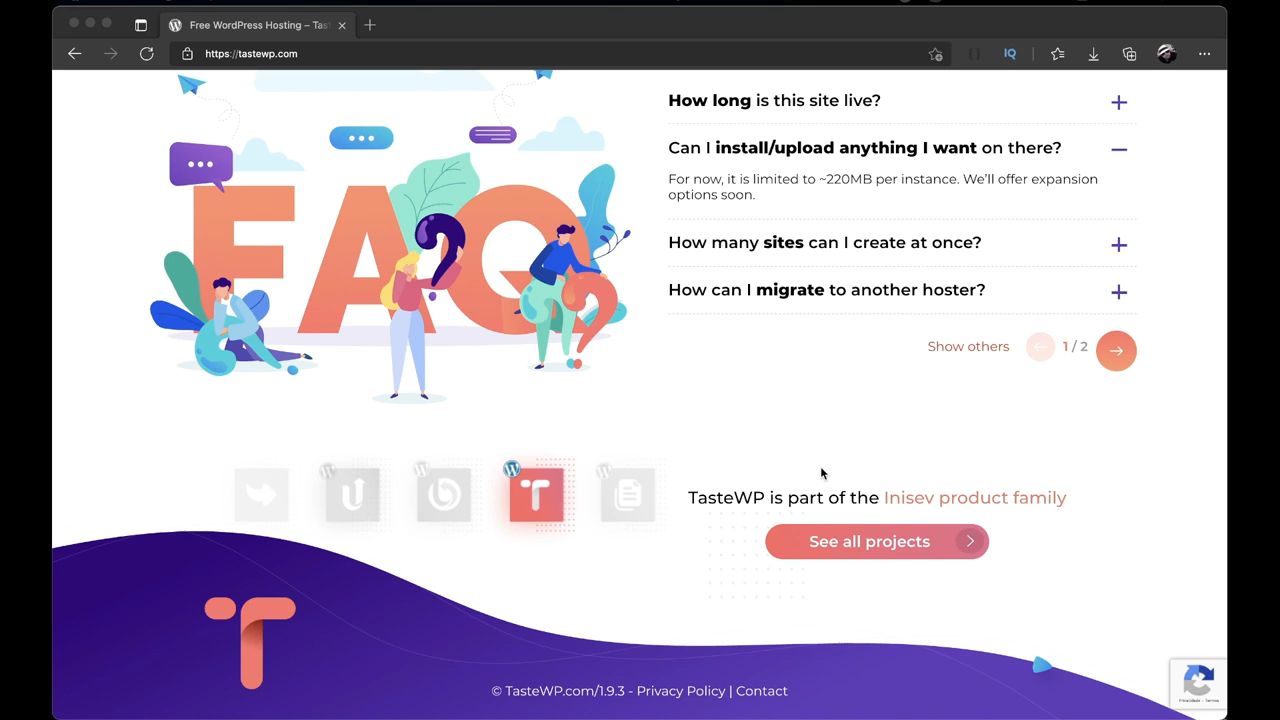 Free WordPress Hosting – Tas
https://tastewp.com
IQ
FAQ
How long is this site live?
Can I install/upload anything I want on there?
For now, it is limited to ~220MB per instance. We'll offer expansion
options soon.
How many sites can I create at once?
How can I migrate to another hoster?
Show others
1 / 2
TasteWP is part of the Inisev product family
See all projects
© TasteWP.com/1.9.3 - Privacy Policy | Contact